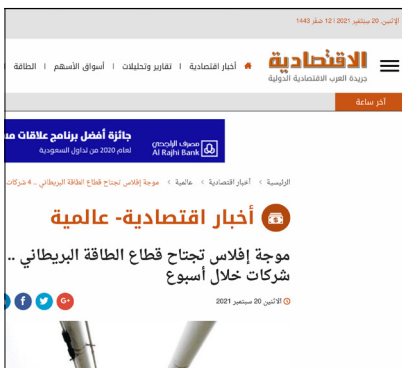 الإثنين, 20 سبتمبر 2021 | 12 صفر 1443
الاقتصادية
جريدة العرب الاقتصادية الدولية
أخبار اقتصادية | تقارير وتحليلات | أسواق الأسهم | الطاقة |
آخر ساعة
جائزة أفضل برنامج علاقات
لعام 2020 من تداول السعودية
مصرف الراجحي
Al Rajhi Bank
الرئيسية > أخبار اقتصادية > عالمية > موجة إفلاس تجتاح قطاع الطاقة البريطاني .. 4 شركات
أخبار اقتصادية- عالمية
موجة إفلاس تجتاح قطاع الطاقة البريطاني ..
شركات خلال أسبوع
الاثنين 20 سبتمبر 2021
G+
f